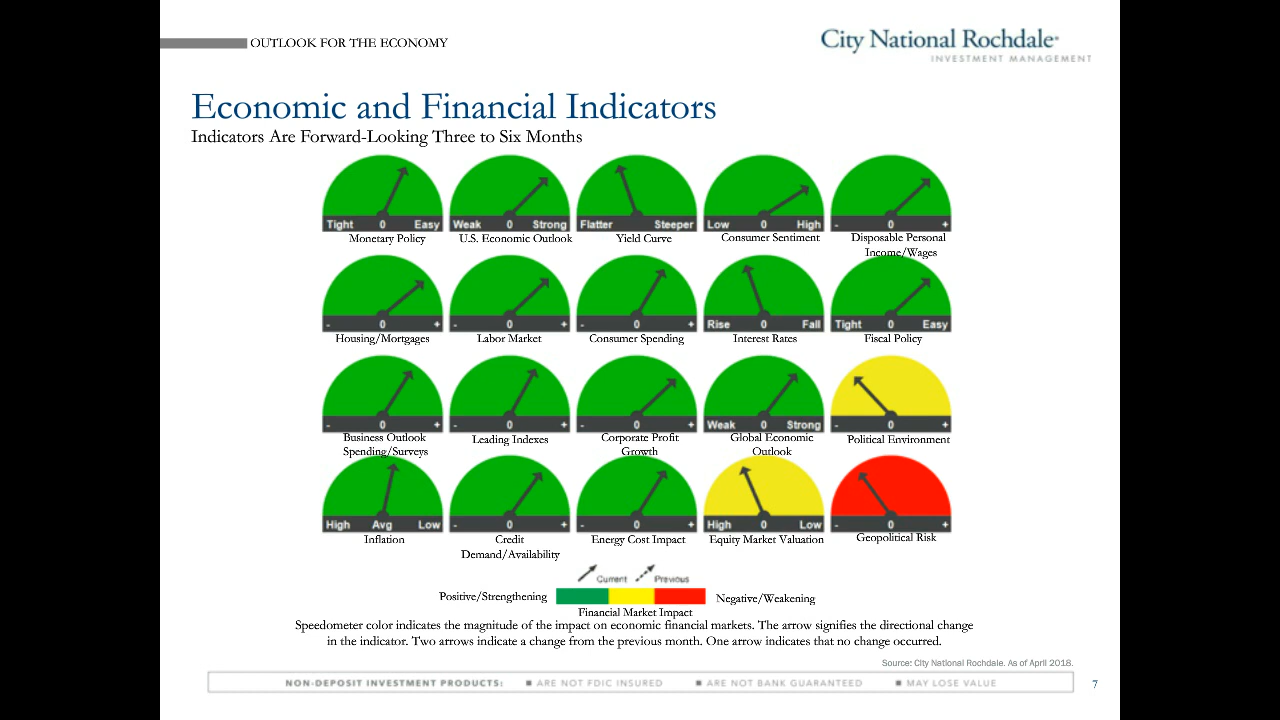 OUTLOOK FOR THE ECONOMY
City National Rochdale
INVESTMENT MANAGEMENT
Economic and Financial Indicators
Indicators Are Forward-Looking Three to Six Months
Tight 0 Easy
Monetary Policy
Weak 0 Strong
U.S. Economic Outlook
Flatter Steeper
Yield Curve
Low 0 High
Consumer Sentiment
- 0 +
Disposable Personal
Income/Wages
- 0 +
Housing/Mortgages
- 0 +
Labor Market
- 0 +
Consumer Spending
Rise 0 Fall
Interest Rates
Tight 0 Easy
Fiscal Policy
- 0 +
Business Outlook
Spending/Surveys
- 0 +
Leading Indexes
- 0 +
Corporate Profit
Growth
Weak 0 Strong
Global Economic
Outlook
- 0 +
Political Environment
High Avg Low
Inflation
- 0 +
Credit
Demand/Availability
- 0 +
Energy Cost Impact
High 0 Low
Equity Market Valuation
- 0 +
Geopolitical Risk
Current Previous
Positive/Strengthening
Negative/Weakening
Financial Market Impact
Speedometer color indicates the magnitude of the impact on economic financial markets. The arrow signifies the directional change
in the indicator. Two arrows indicate a change from the previous month. One arrow indicates that no change occurred.
Source: City National Rochdale. As of April 2018.
NON-DEPOSIT INVESTMENT PRODUCTS: ■ ARE NOT FDIC INSURED ■ ARE NOT BANK GUARANTEED ■ MAY LOSE VALUE
7